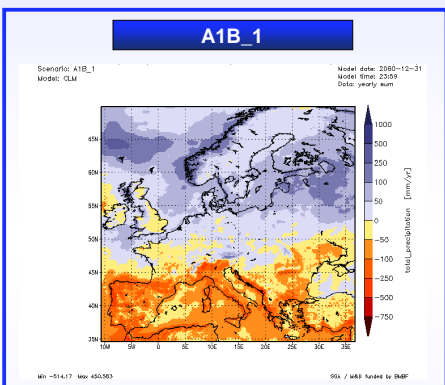 A1B_1
Scenario: A1B_1
Model: CLM
Model date: 2060-12-31
Model time: 23:59
Data: yearly sum
65N
60N
55N
50N
45N
40N
35N
10W
5W
0
5E
10E
15E
20E
25E
30E
35E
1000
500
250
100
50
0
-50
-100
-250
-500
-750
total_precipitation [mm/yr]
Min -514.17 Max 450.563
SGA / M&D funded by BMBF